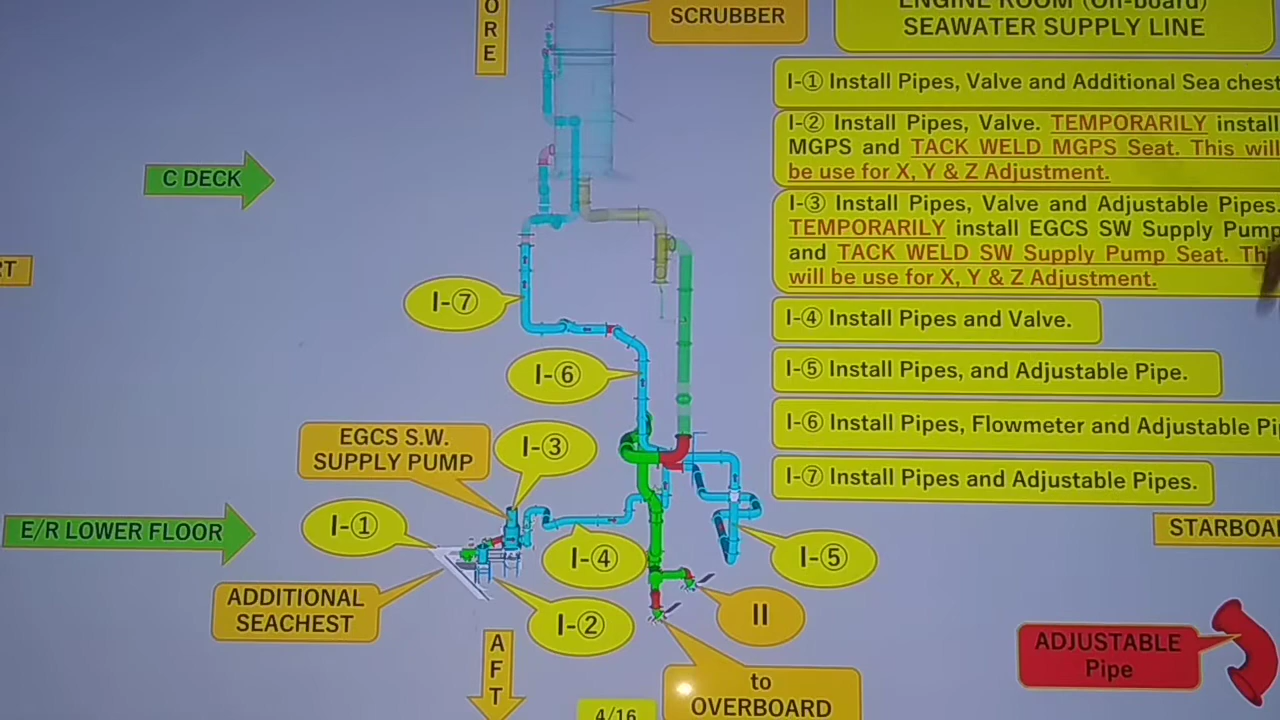 ORE
SCRUBBER
ENGINE ROOM (On-board)
SEAWATER SUPPLY LINE
C DECK
RT
I-① Install Pipes, Valve and Additional Sea chest
I-② Install Pipes, Valve. TEMPORARILY install
MGPS and TACK WELD MGPS Seat. This will
be use for X, Y & Z Adjustment.
I-③ Install Pipes, Valve and Adjustable Pipes.
TEMPORARILY install EGCS SW Supply Pump
and TACK WELD SW Supply Pump Seat. This
will be use for X, Y & Z Adjustment.
I-④ Install Pipes and Valve.
I-⑤ Install Pipes, and Adjustable Pipe.
I-⑥ Install Pipes, Flowmeter and Adjustable Pi
I-⑦ Install Pipes and Adjustable Pipes.
I-⑦
I-⑥
EGCS S.W.
SUPPLY PUMP
I-③
E/R LOWER FLOOR
I-①
I-④
I-⑤
STARBOA
ADDITIONAL
SEACHEST
I-②
II
AFT
to
OVERBOARD
4/16
ADJUSTABLE
Pipe